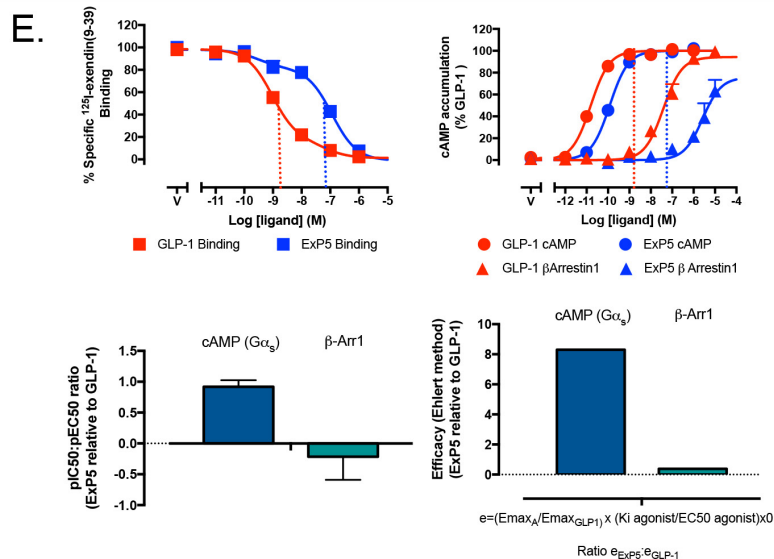 E.
% Specific ¹²⁵I-exendin(9-39)
Binding
120
100
80
60
40
20
0
V
-11
-10
-9
-8
-7
-6
-5
Log [ligand] (M)
GLP-1 Binding
ExP5 Binding
cAMP accumulation
(% GLP-1)
120
100
80
60
40
20
0
V
-12
-11
-10
-9
-8
-7
-6
-5
-4
Log [ligand] (M)
GLP-1 cAMP
ExP5 cAMP
GLP-1 βArrestin1
ExP5 β Arrestin1
pIC50:pEC50 ratio
(ExP5 relative to GLP-1)
1.5
1.0
0.5
0.0
-0.5
-1.0
cAMP (Gαs)
β-Arr1
Efficacy (Ehlert method)
(ExP5 relative to GLP-1)
10
8
6
4
2
0
cAMP (Gαs)
β-Arr1
e=(EmaxA/EmaxGLP1) x (Ki agonist/EC50 agonist)x0
Ratio eExP5:eGLP-1